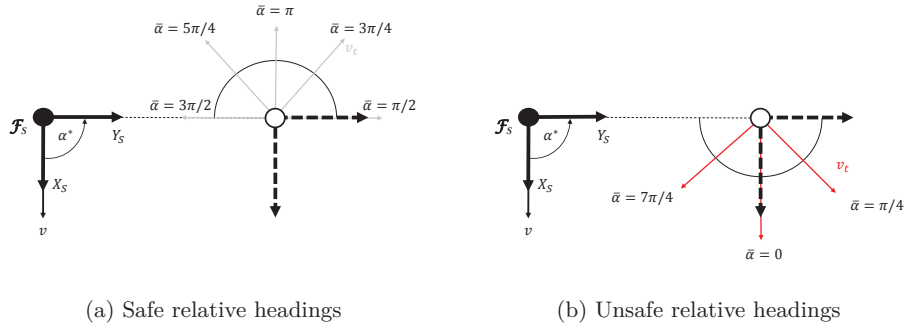 ᾱ = π
ᾱ = 5π/4
ᾱ = 3π/4
v_t
ᾱ = 3π/2
ᾱ = π/2
ℱ_S
α*
Y_S
X_S
v
(a) Safe relative headings
ℱ_S
α*
Y_S
X_S
v
v_t
ᾱ = 7π/4
ᾱ = π/4
ᾱ = 0
(b) Unsafe relative headings